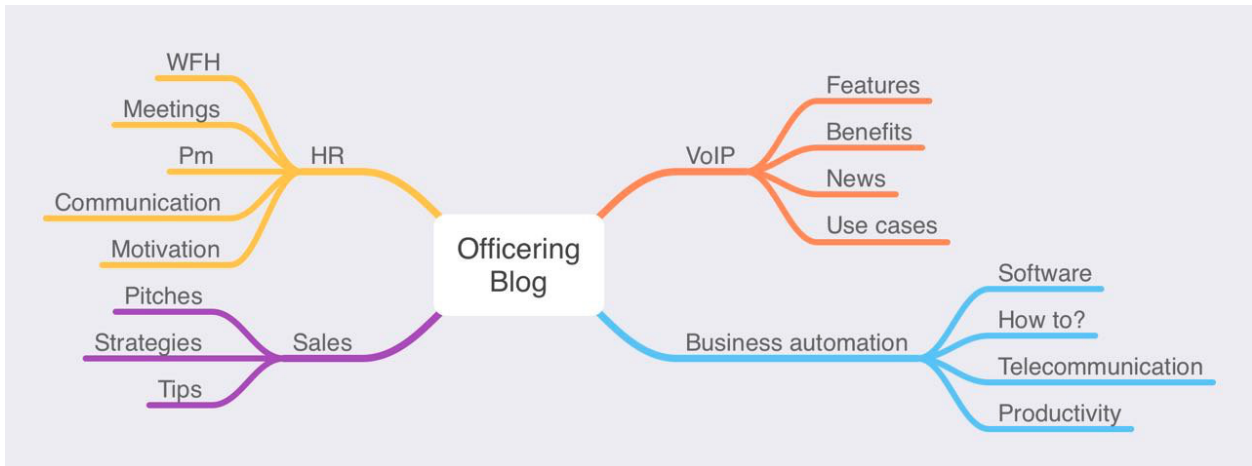 WFH
Meetings
Pm
Communication
Motivation
HR
Pitches
Strategies
Tips
Sales
Officering
Blog
VoIP
Features
Benefits
News
Use cases
Business automation
Software
How to?
Telecommunication
Productivity